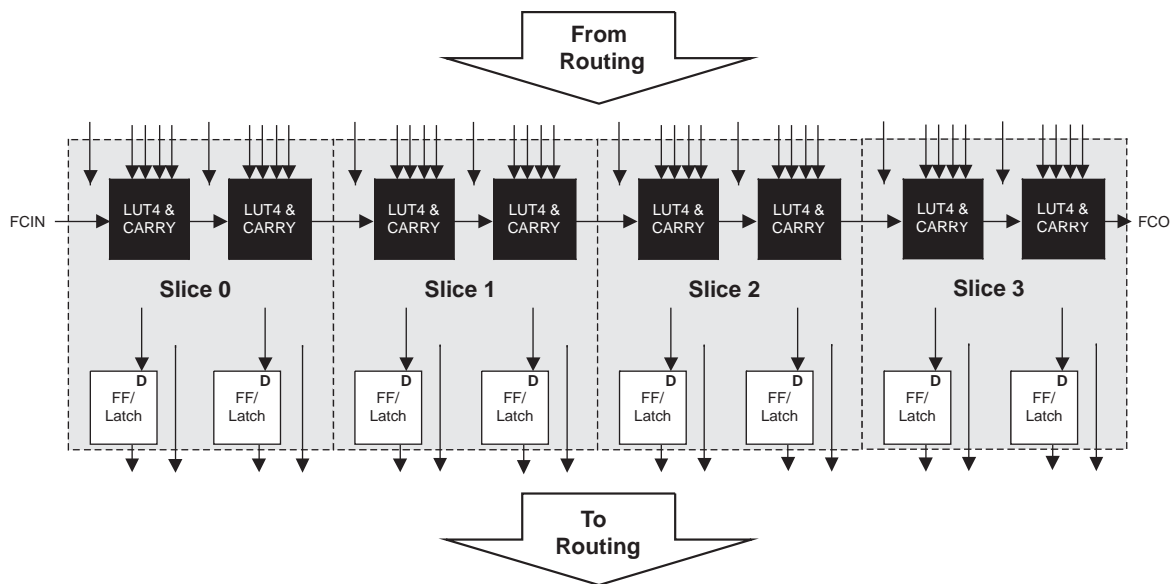 From
Routing
FCIN
LUT4 &
CARRY
LUT4 &
CARRY
LUT4 &
CARRY
LUT4 &
CARRY
LUT4 &
CARRY
LUT4 &
CARRY
LUT4 &
CARRY
LUT4 &
CARRY
FCO
Slice 0
Slice 1
Slice 2
Slice 3
D
FF/
Latch
D
FF/
Latch
D
FF/
Latch
D
FF/
Latch
D
FF/
Latch
D
FF/
Latch
D
FF/
Latch
D
FF/
Latch
To
Routing